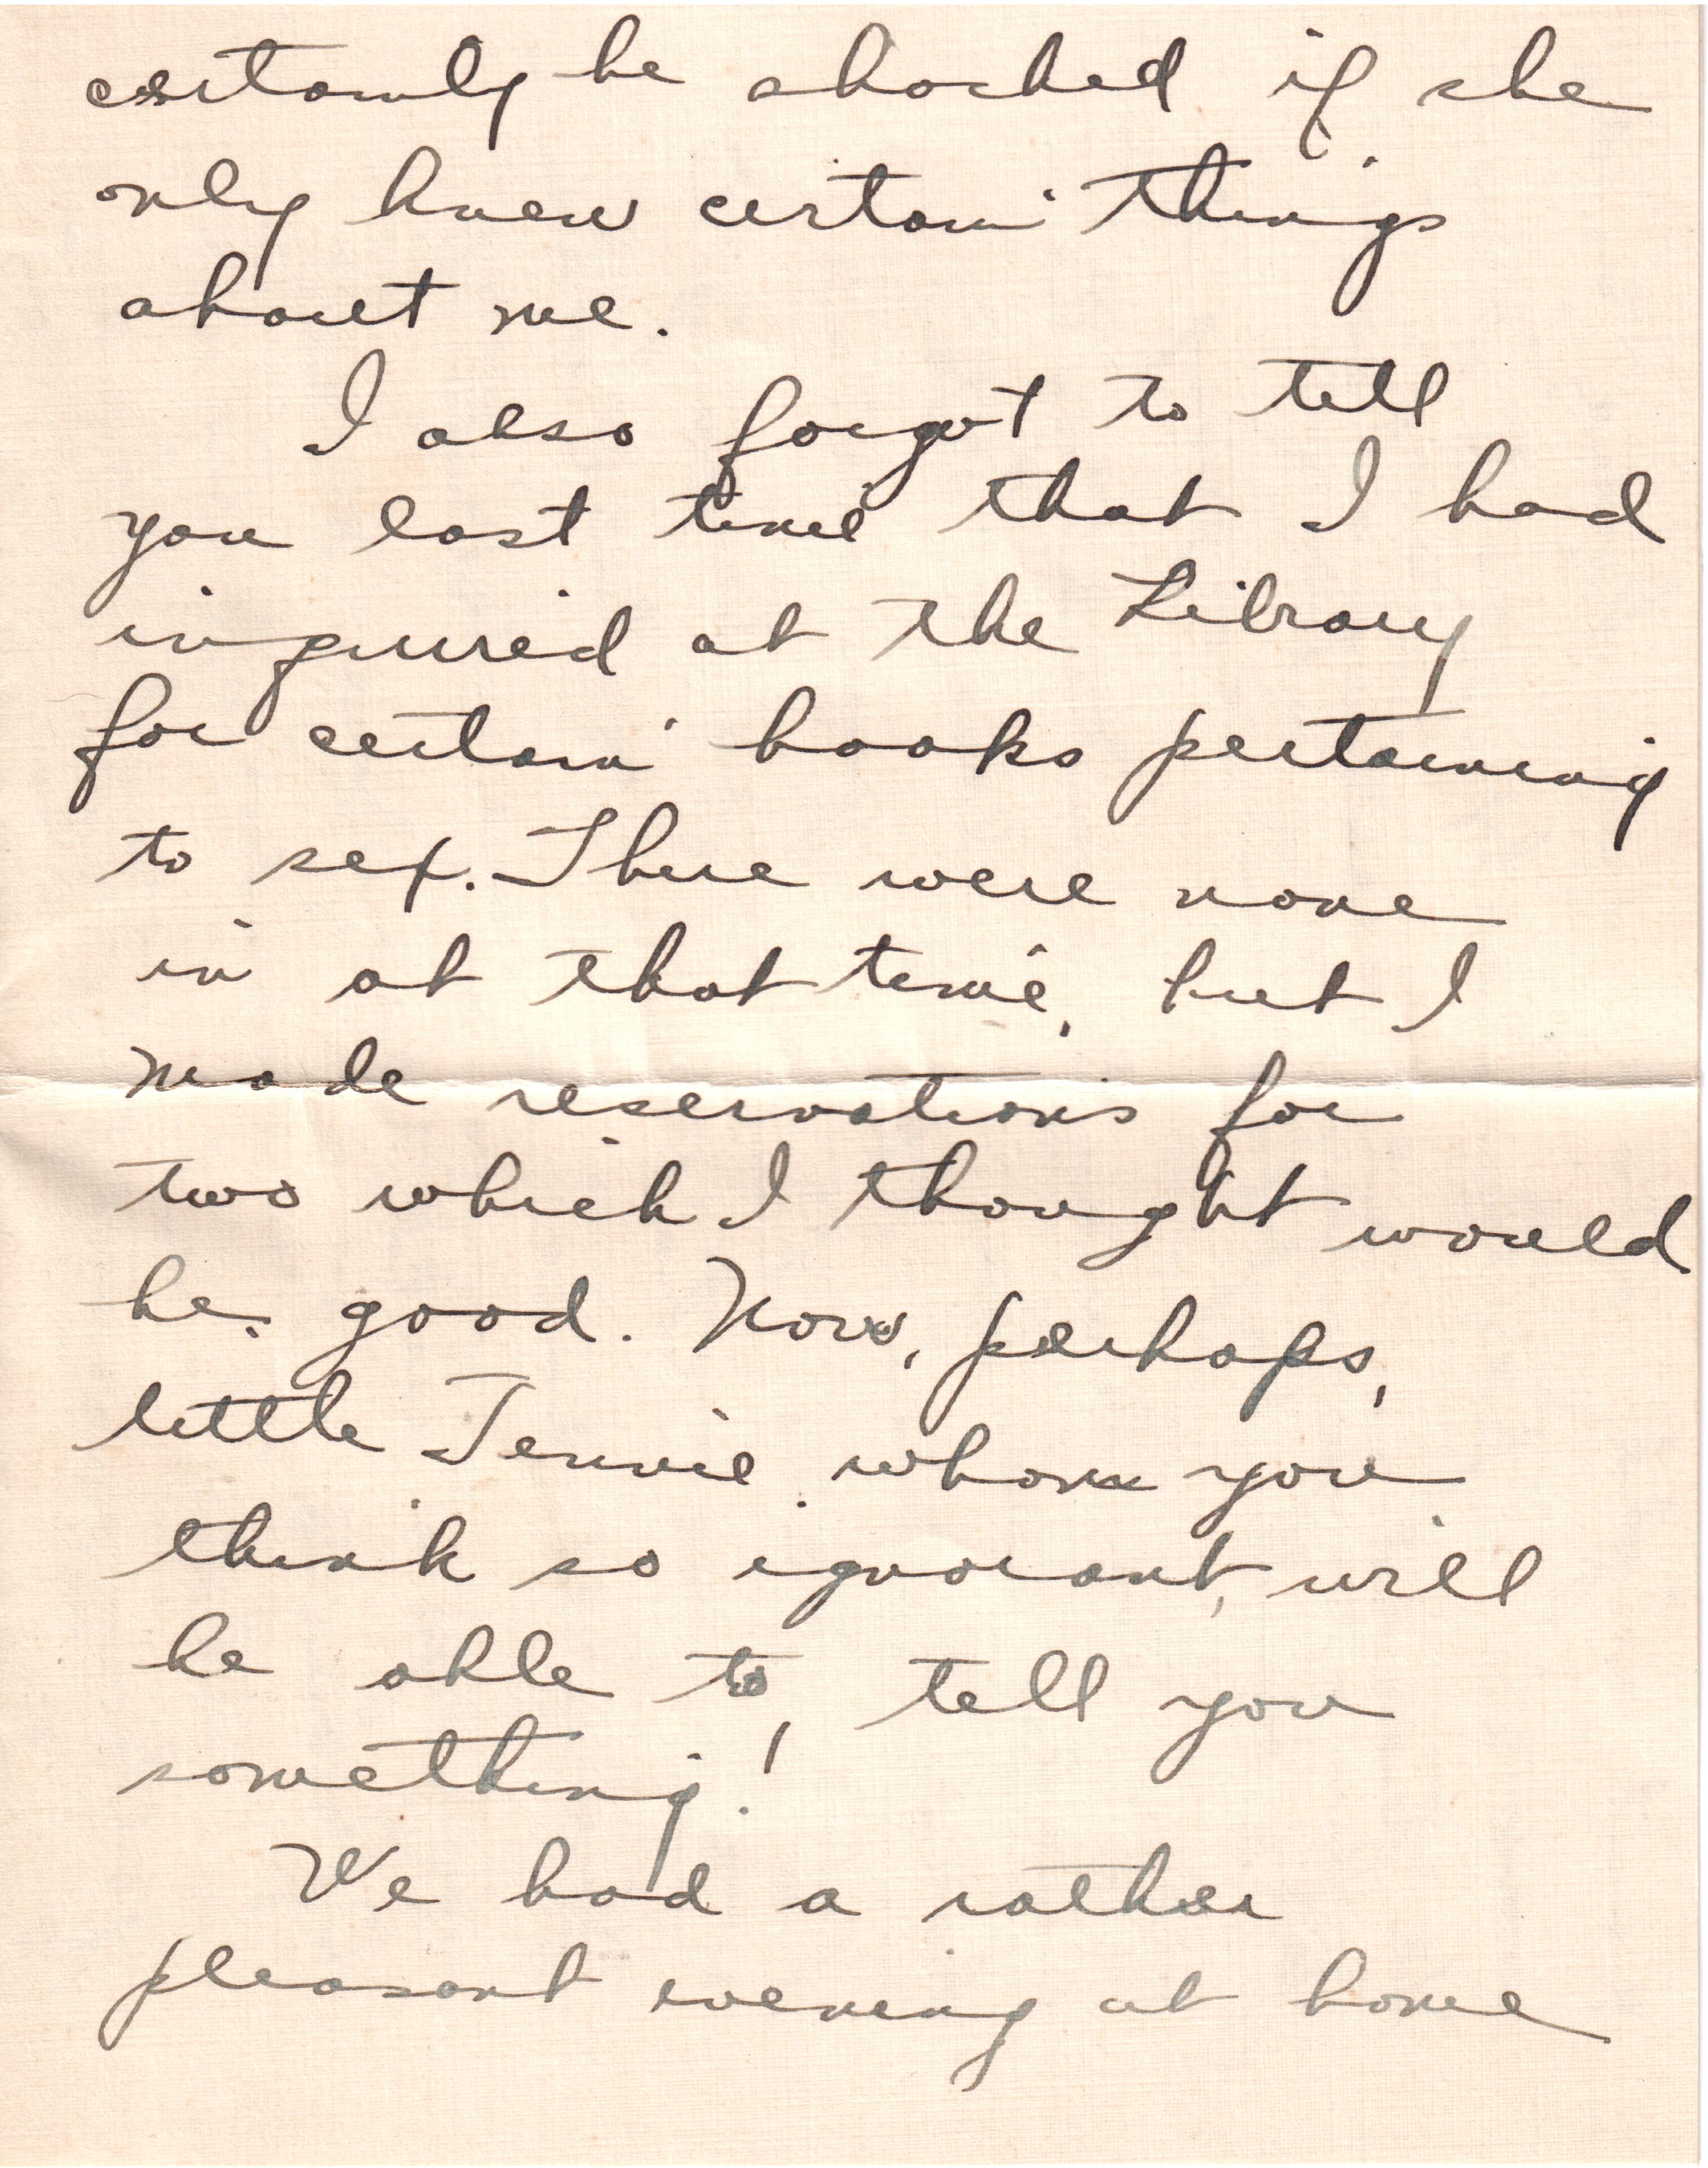 certainly be shocked if she
only knew certain things
about me.
I also forgot to tell
you last time that I had
inquired at the Library
for certain books pertaining
to sex. There were none
in at that time, but I
made reservations for
two which I thought would
be good. Now, perhaps,
little Jennie, whom you
think so ignorant, will
be able to, tell you
something!
We had a rather
pleasant evening at home